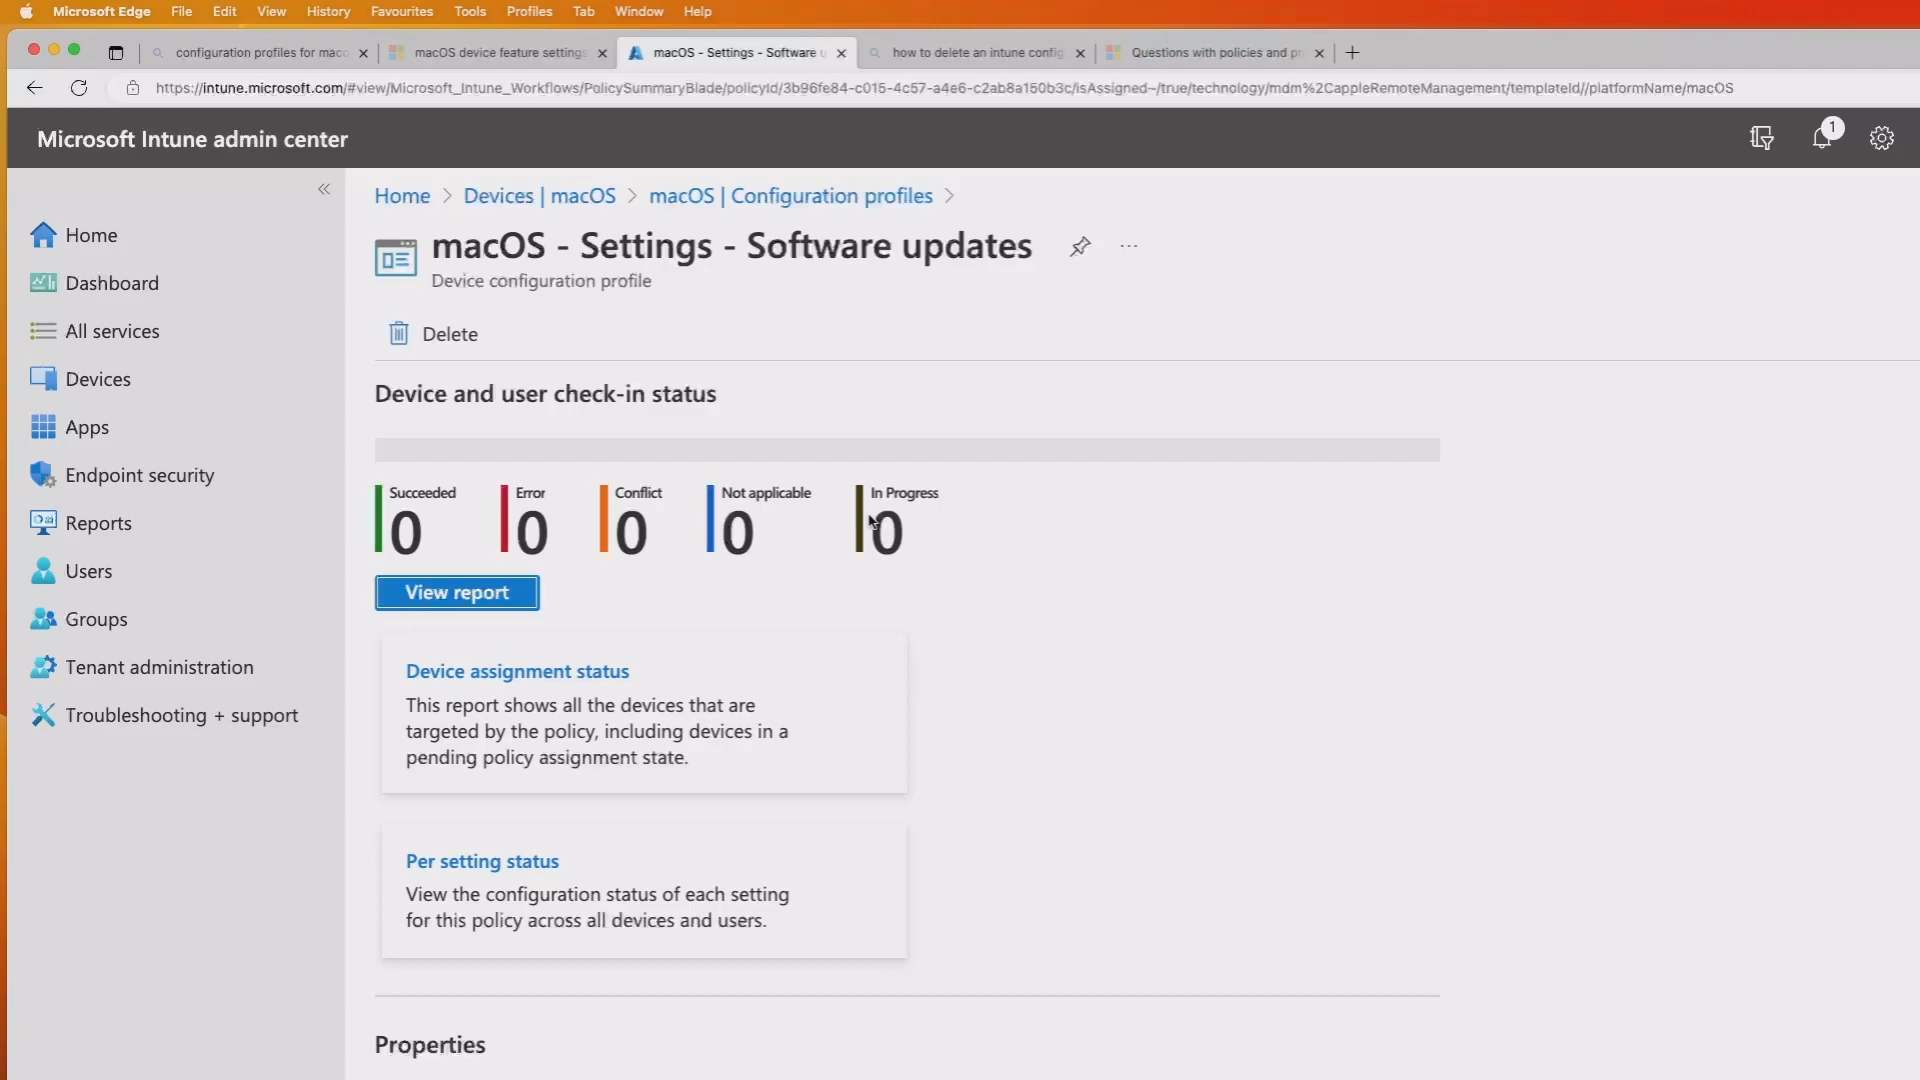 Microsoft Edge File Edit View History Favourites Tools Profiles Tab Window Help
configuration profiles for maco
macOS device feature settings
macOS - Settings - Software u
how to delete an intune config
Questions with policies and pr
https://intune.microsoft.com/#view/Microsoft_Intune_Workflows/PolicySummaryBlade/policyId/3b96fe84-c015-4c57-a4e6-c2ab8a150b3c/isAssigned~/true/technology/mdm%2CappleRemoteManagement/templateId//platformName/macOS
Microsoft Intune admin center
1
Home
Dashboard
All services
Devices
Apps
Endpoint security
Reports
Users
Groups
Tenant administration
Troubleshooting + support
Home > Devices | macOS > macOS | Configuration profiles >
macOS - Settings - Software updates
Device configuration profile
Delete
Device and user check-in status
Succeeded Error Conflict Not applicable In Progress
0 0 0 0 0
View report
Device assignment status
This report shows all the devices that are
targeted by the policy, including devices in a
pending policy assignment state.
Per setting status
View the configuration status of each setting
for this policy across all devices and users.
Properties